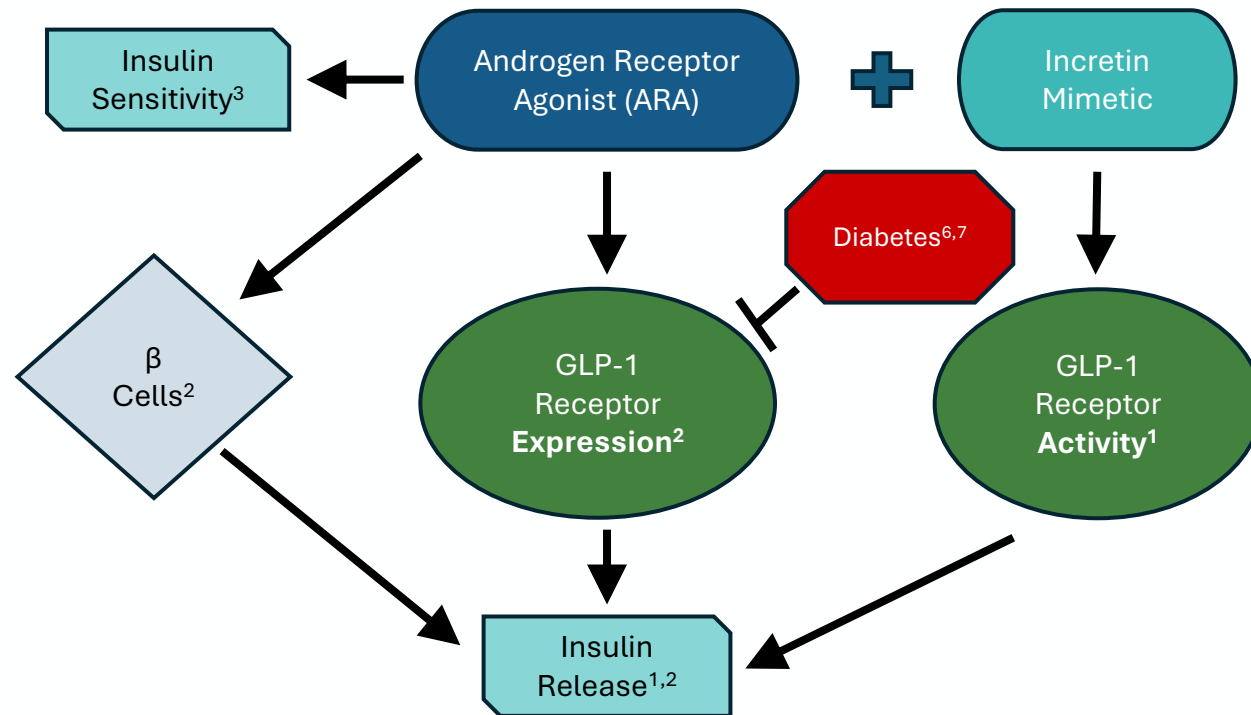 Insulin
Sensitivity³
Androgen Receptor
Agonist (ARA)
Incretin
Mimetic
Diabetes⁶,⁷
β
Cells²
GLP-1
Receptor
Expression²
GLP-1
Receptor
Activity¹
Insulin
Release¹,²